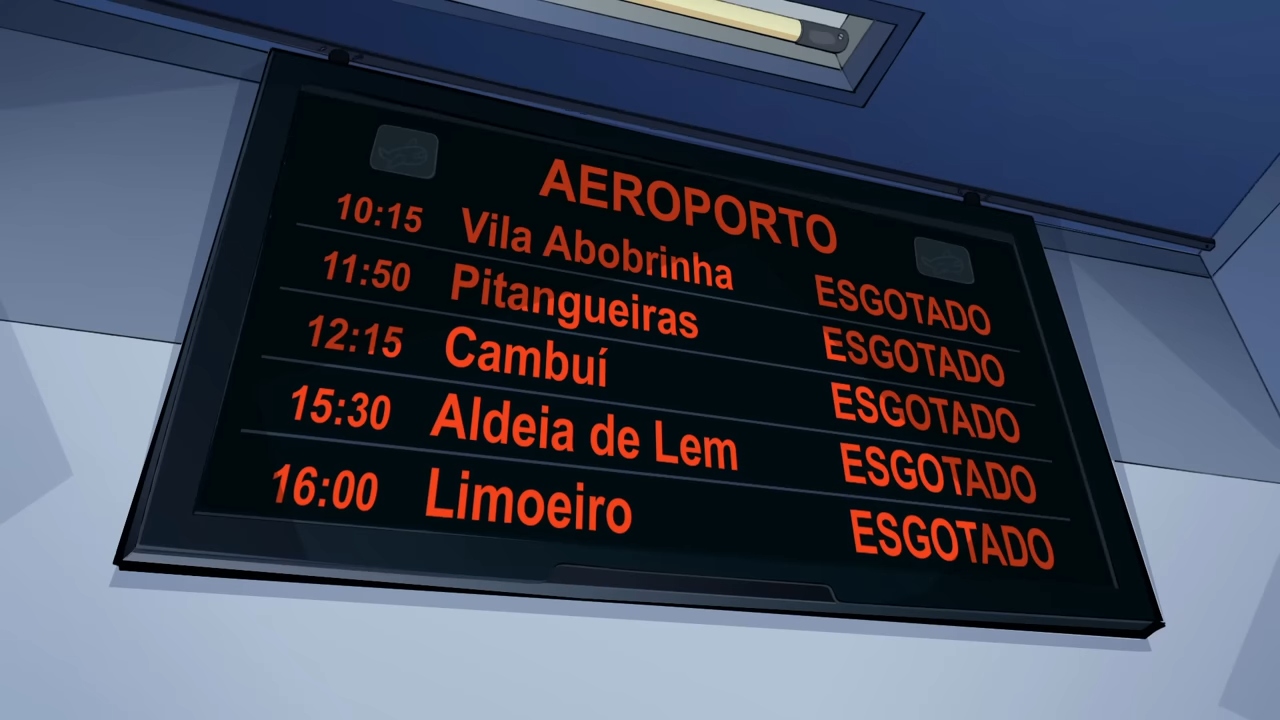 AEROPORTO
10:15 Vila Abobrinha ESGOTADO
11:50 Pitangueiras ESGOTADO
12:15 Cambuí ESGOTADO
15:30 Aldeia de Lem ESGOTADO
16:00 Limoeiro ESGOTADO